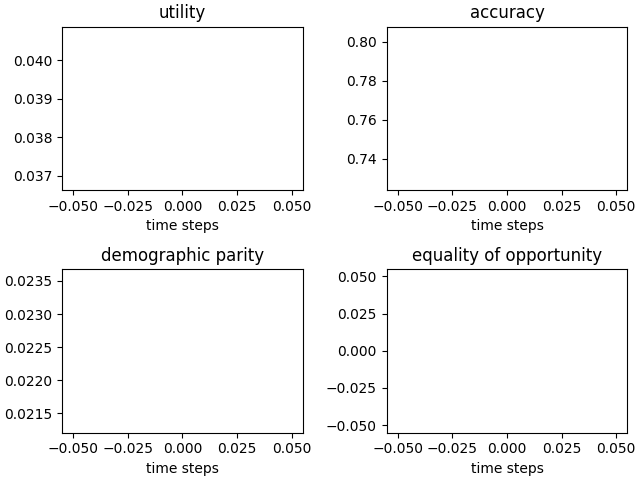 utility
0.040
0.039
0.038
0.037
−0.050 −0.025 0.000 0.025 0.050
time steps
accuracy
0.80
0.78
0.76
0.74
−0.050 −0.025 0.000 0.025 0.050
time steps
demographic parity
0.0235
0.0230
0.0225
0.0220
0.0215
−0.050 −0.025 0.000 0.025 0.050
time steps
equality of opportunity
0.050
0.025
0.000
−0.025
−0.050
−0.050 −0.025 0.000 0.025 0.050
time steps